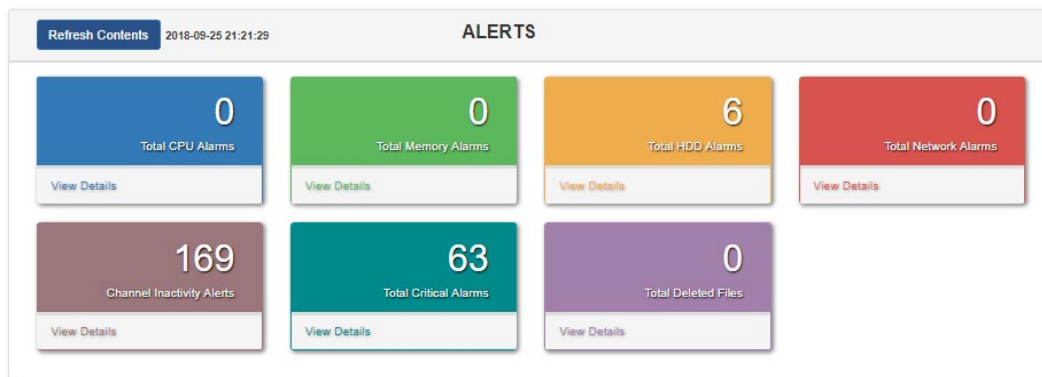 Refresh Contents 2018-09-25 21:21:29 ALERTS
0 0 6 0
Total CPU Alarms Total Memory Alarms Total HDD Alarms Total Network Alarms
View Details View Details View Details View Details
169 63 0
Channel Inactivity Alerts Total Critical Alarms Total Deleted Files
View Details View Details View Details